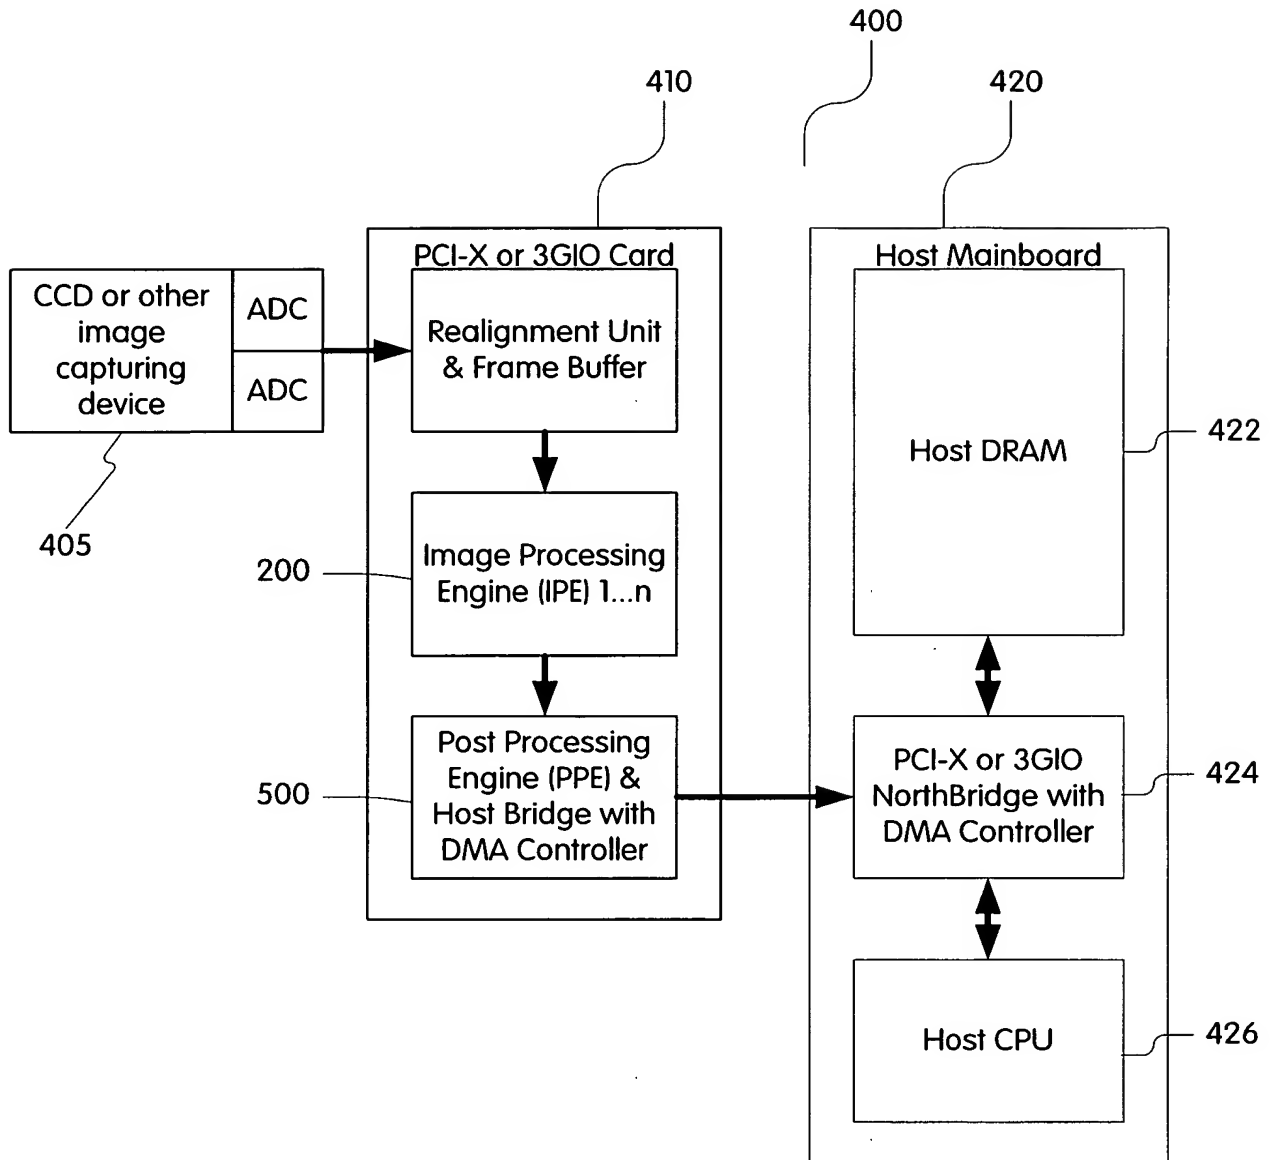 400
410
420
PCI-X or 3GIO Card
Host Mainboard
CCD or other
image
capturing
device
ADC
ADC
Realignment Unit
& Frame Buffer
Host DRAM
422
405
200
Image Processing
Engine (IPE) 1...n
500
Post Processing
Engine (PPE) &
Host Bridge with
DMA Controller
PCI-X or 3GIO
NorthBridge with
DMA Controller
424
Host CPU
426